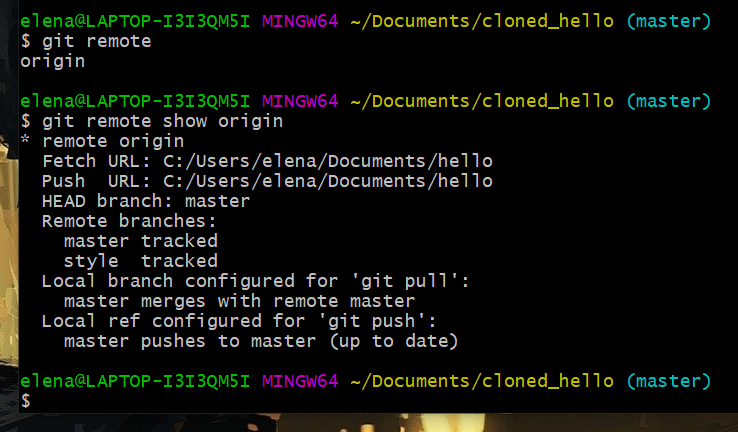 elena@LAPTOP-I3I3QM5I MINGW64 ~/Documents/cloned_hello (master)
$ git remote
origin
elena@LAPTOP-I3I3QM5I MINGW64 ~/Documents/cloned_hello (master)
$ git remote show origin
* remote origin
  Fetch URL: C:/Users/elena/Documents/hello
  Push  URL: C:/Users/elena/Documents/hello
  HEAD branch: master
  Remote branches:
    master tracked
    style  tracked
  Local branch configured for 'git pull':
    master merges with remote master
  Local ref configured for 'git push':
    master pushes to master (up to date)
elena@LAPTOP-I3I3QM5I MINGW64 ~/Documents/cloned_hello (master)
$